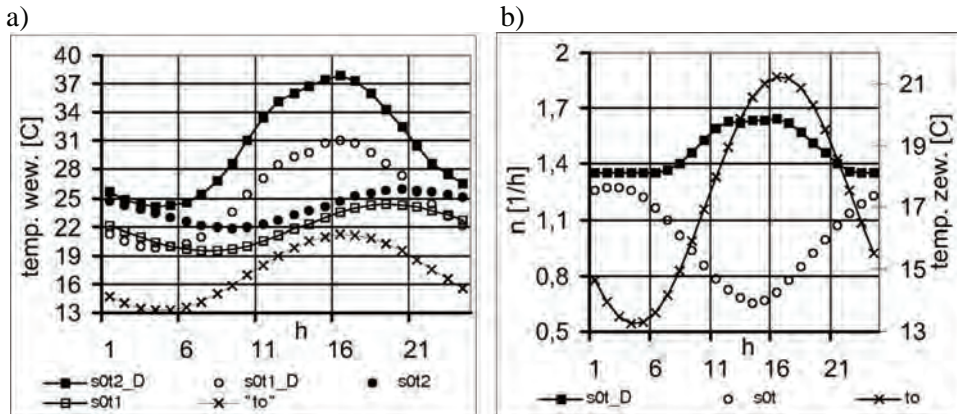 a)
temp. wew. [C]
40
37
34
31
28
25
22
19
16
13
1 6 11 16 21
h
s0t2_D s0t1_D s0t2
s0t1 "to"
b)
n [1/h]
2
1,7
1,4
1,1
0,8
0,5
temp zew. [C]
21
19
18
17
15
13
1 6 11 16 21
h
s0t_D s0t to